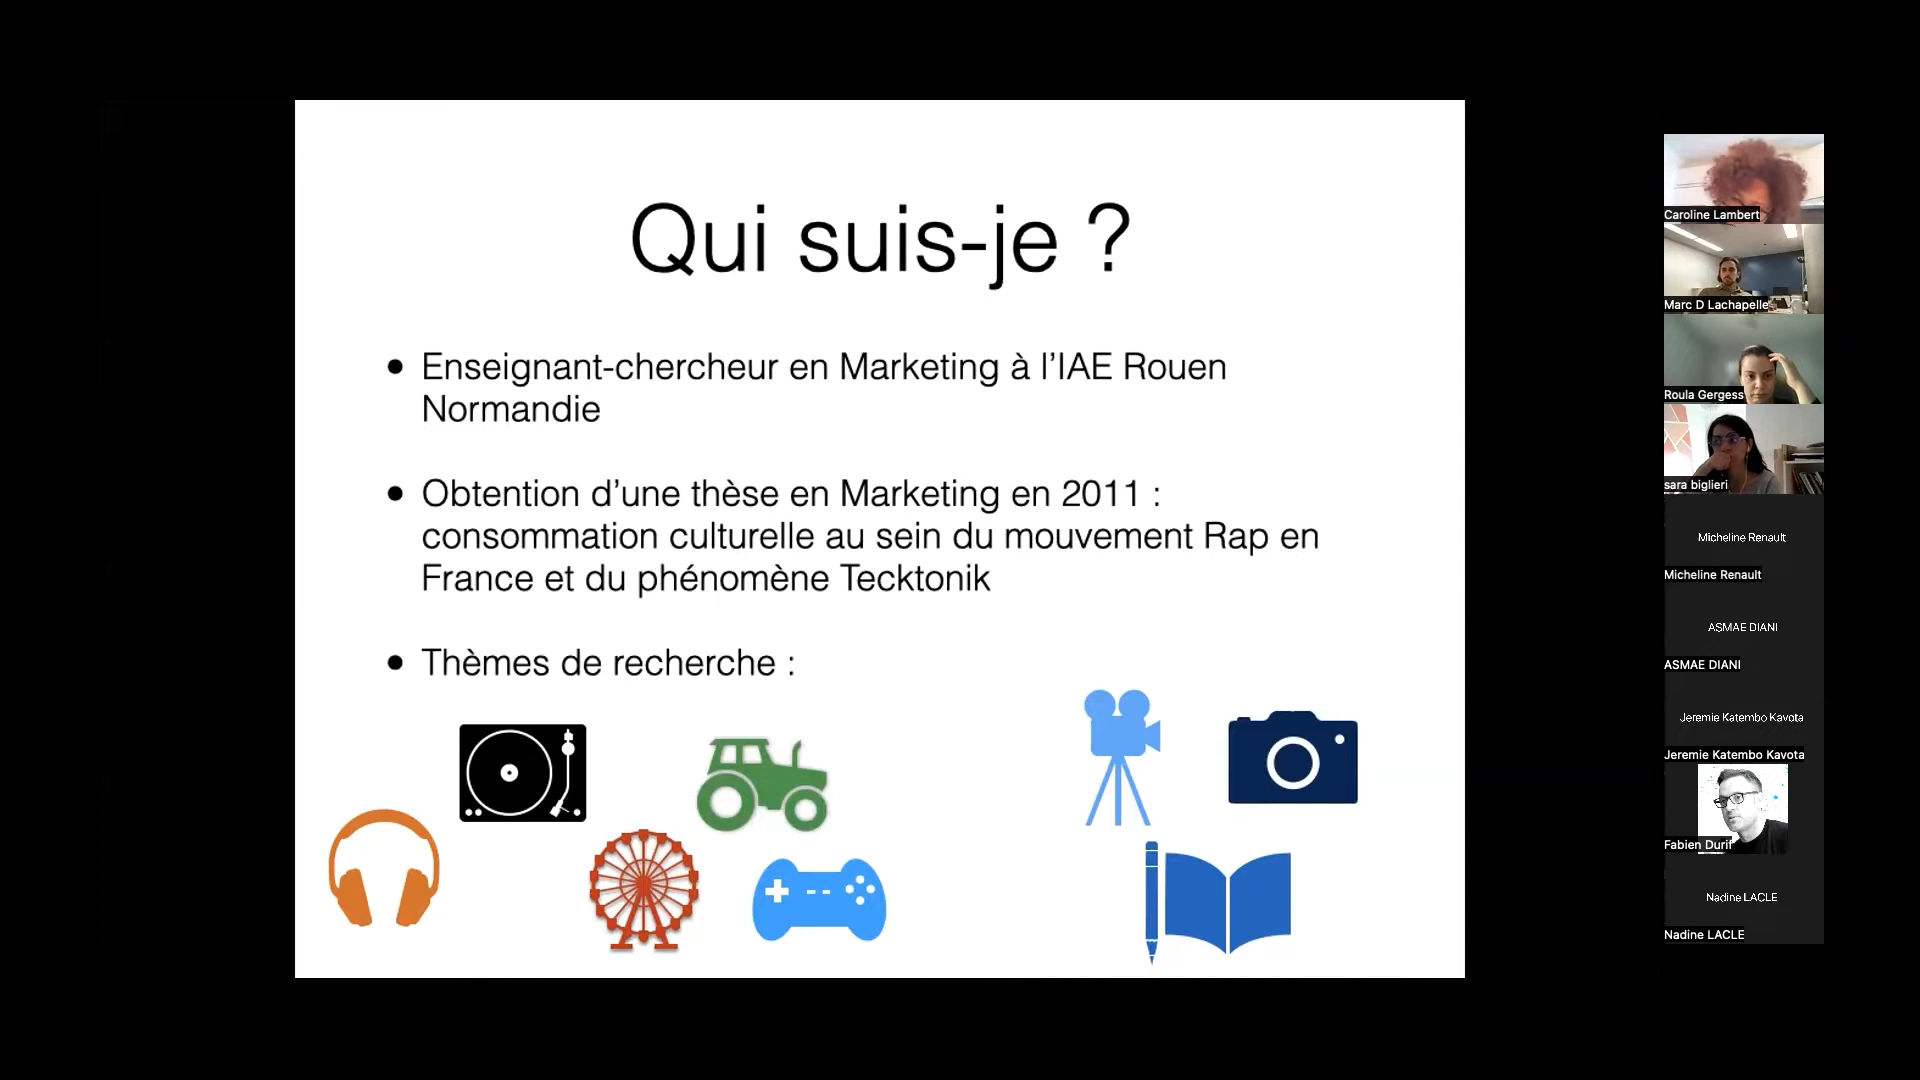 Qui suis-je ?
• Enseignant-chercheur en Marketing à l’IAE Rouen
Normandie
• Obtention d’une thèse en Marketing en 2011 :
consommation culturelle au sein du mouvement Rap en
France et du phénomène Tecktonik
• Thèmes de recherche :
Caroline Lambert
Marc D Lachapelle
Roula Gergess
sara biglieri
Micheline Renault
Micheline Renault
ASMAE DIANI
ASMAE DIANI
Jeremie Katembo Kavota
Jeremie Katembo Kavota
Fabien Durif
Nadine LACLE
Nadine LACLE